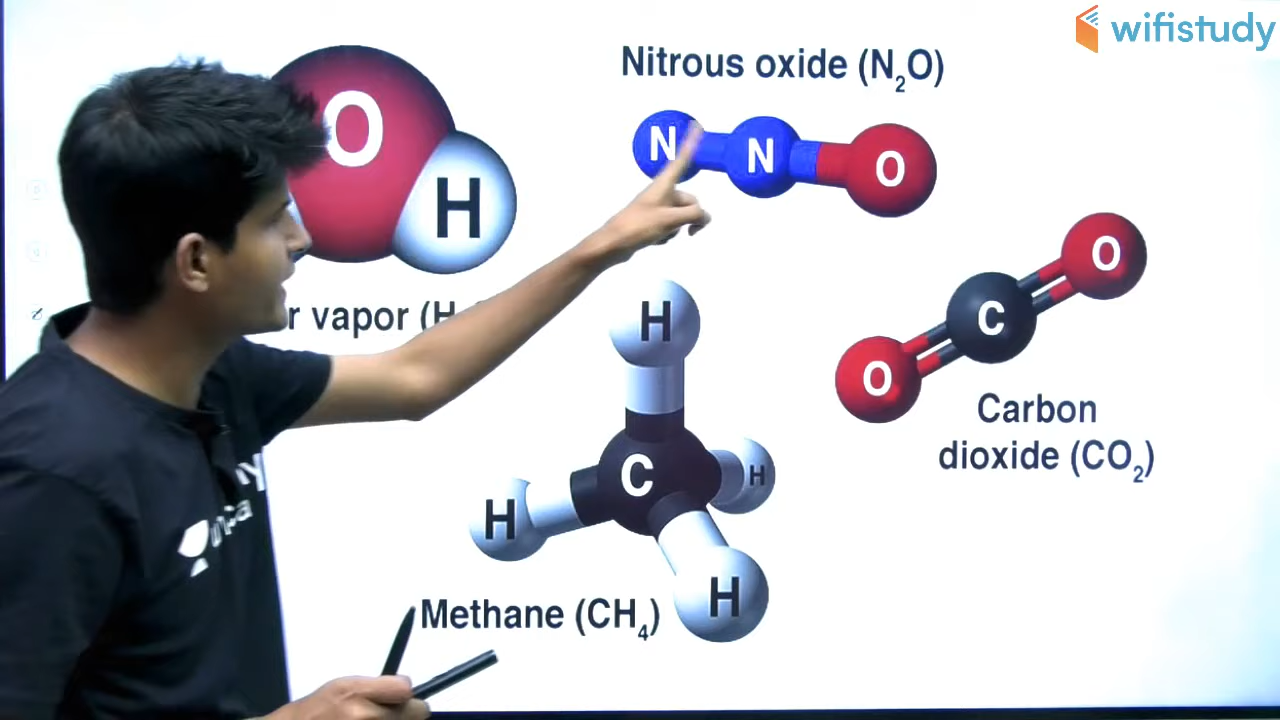 wifistudy
Nitrous oxide (N₂O)
O
H
N
N
O
O
C
O
r vapor (H
H
Carbon
dioxide (CO₂)
C
H
H
H
Methane (CH₄)